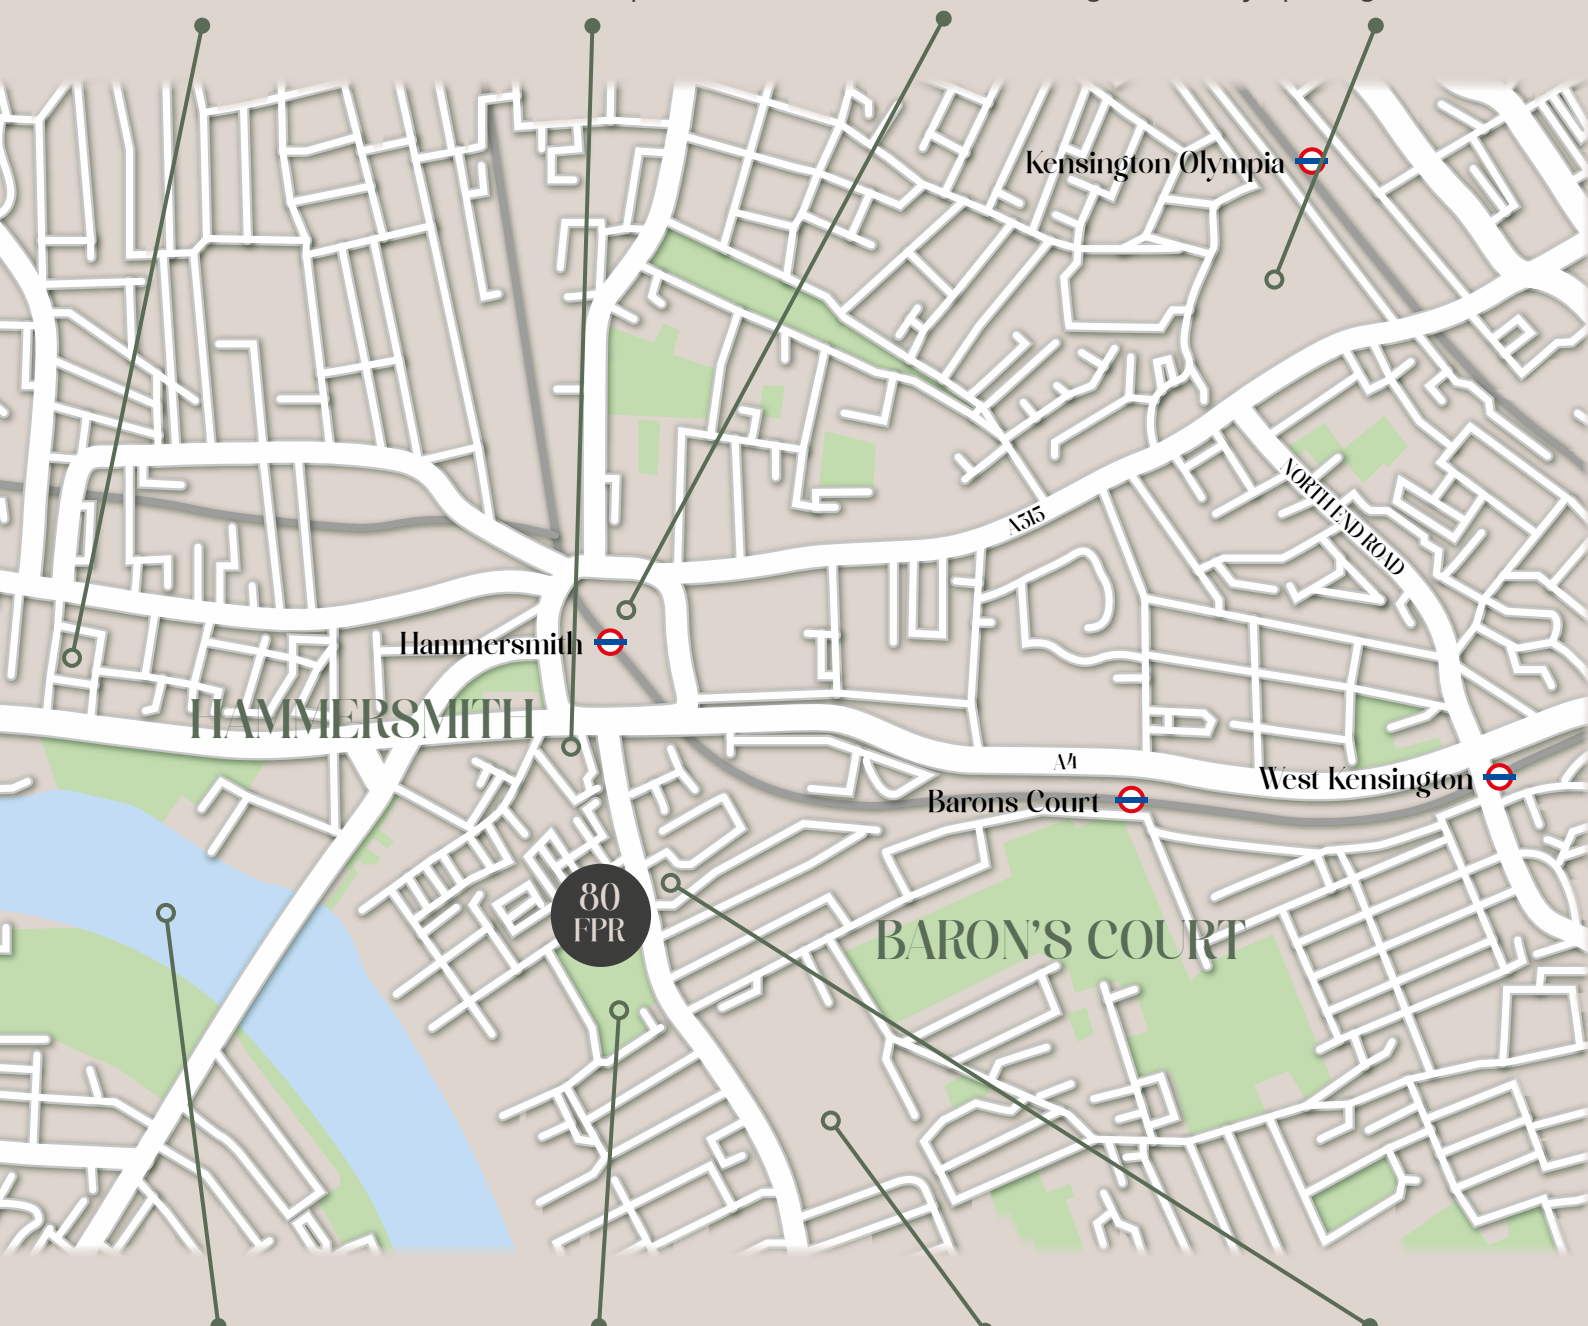 Kensington Olympia
A315
NORTH END ROAD
Hammersmith
HAMMERSMITH
A4
West Kensington
Barons Court
80
FPR
BARON'S COURT